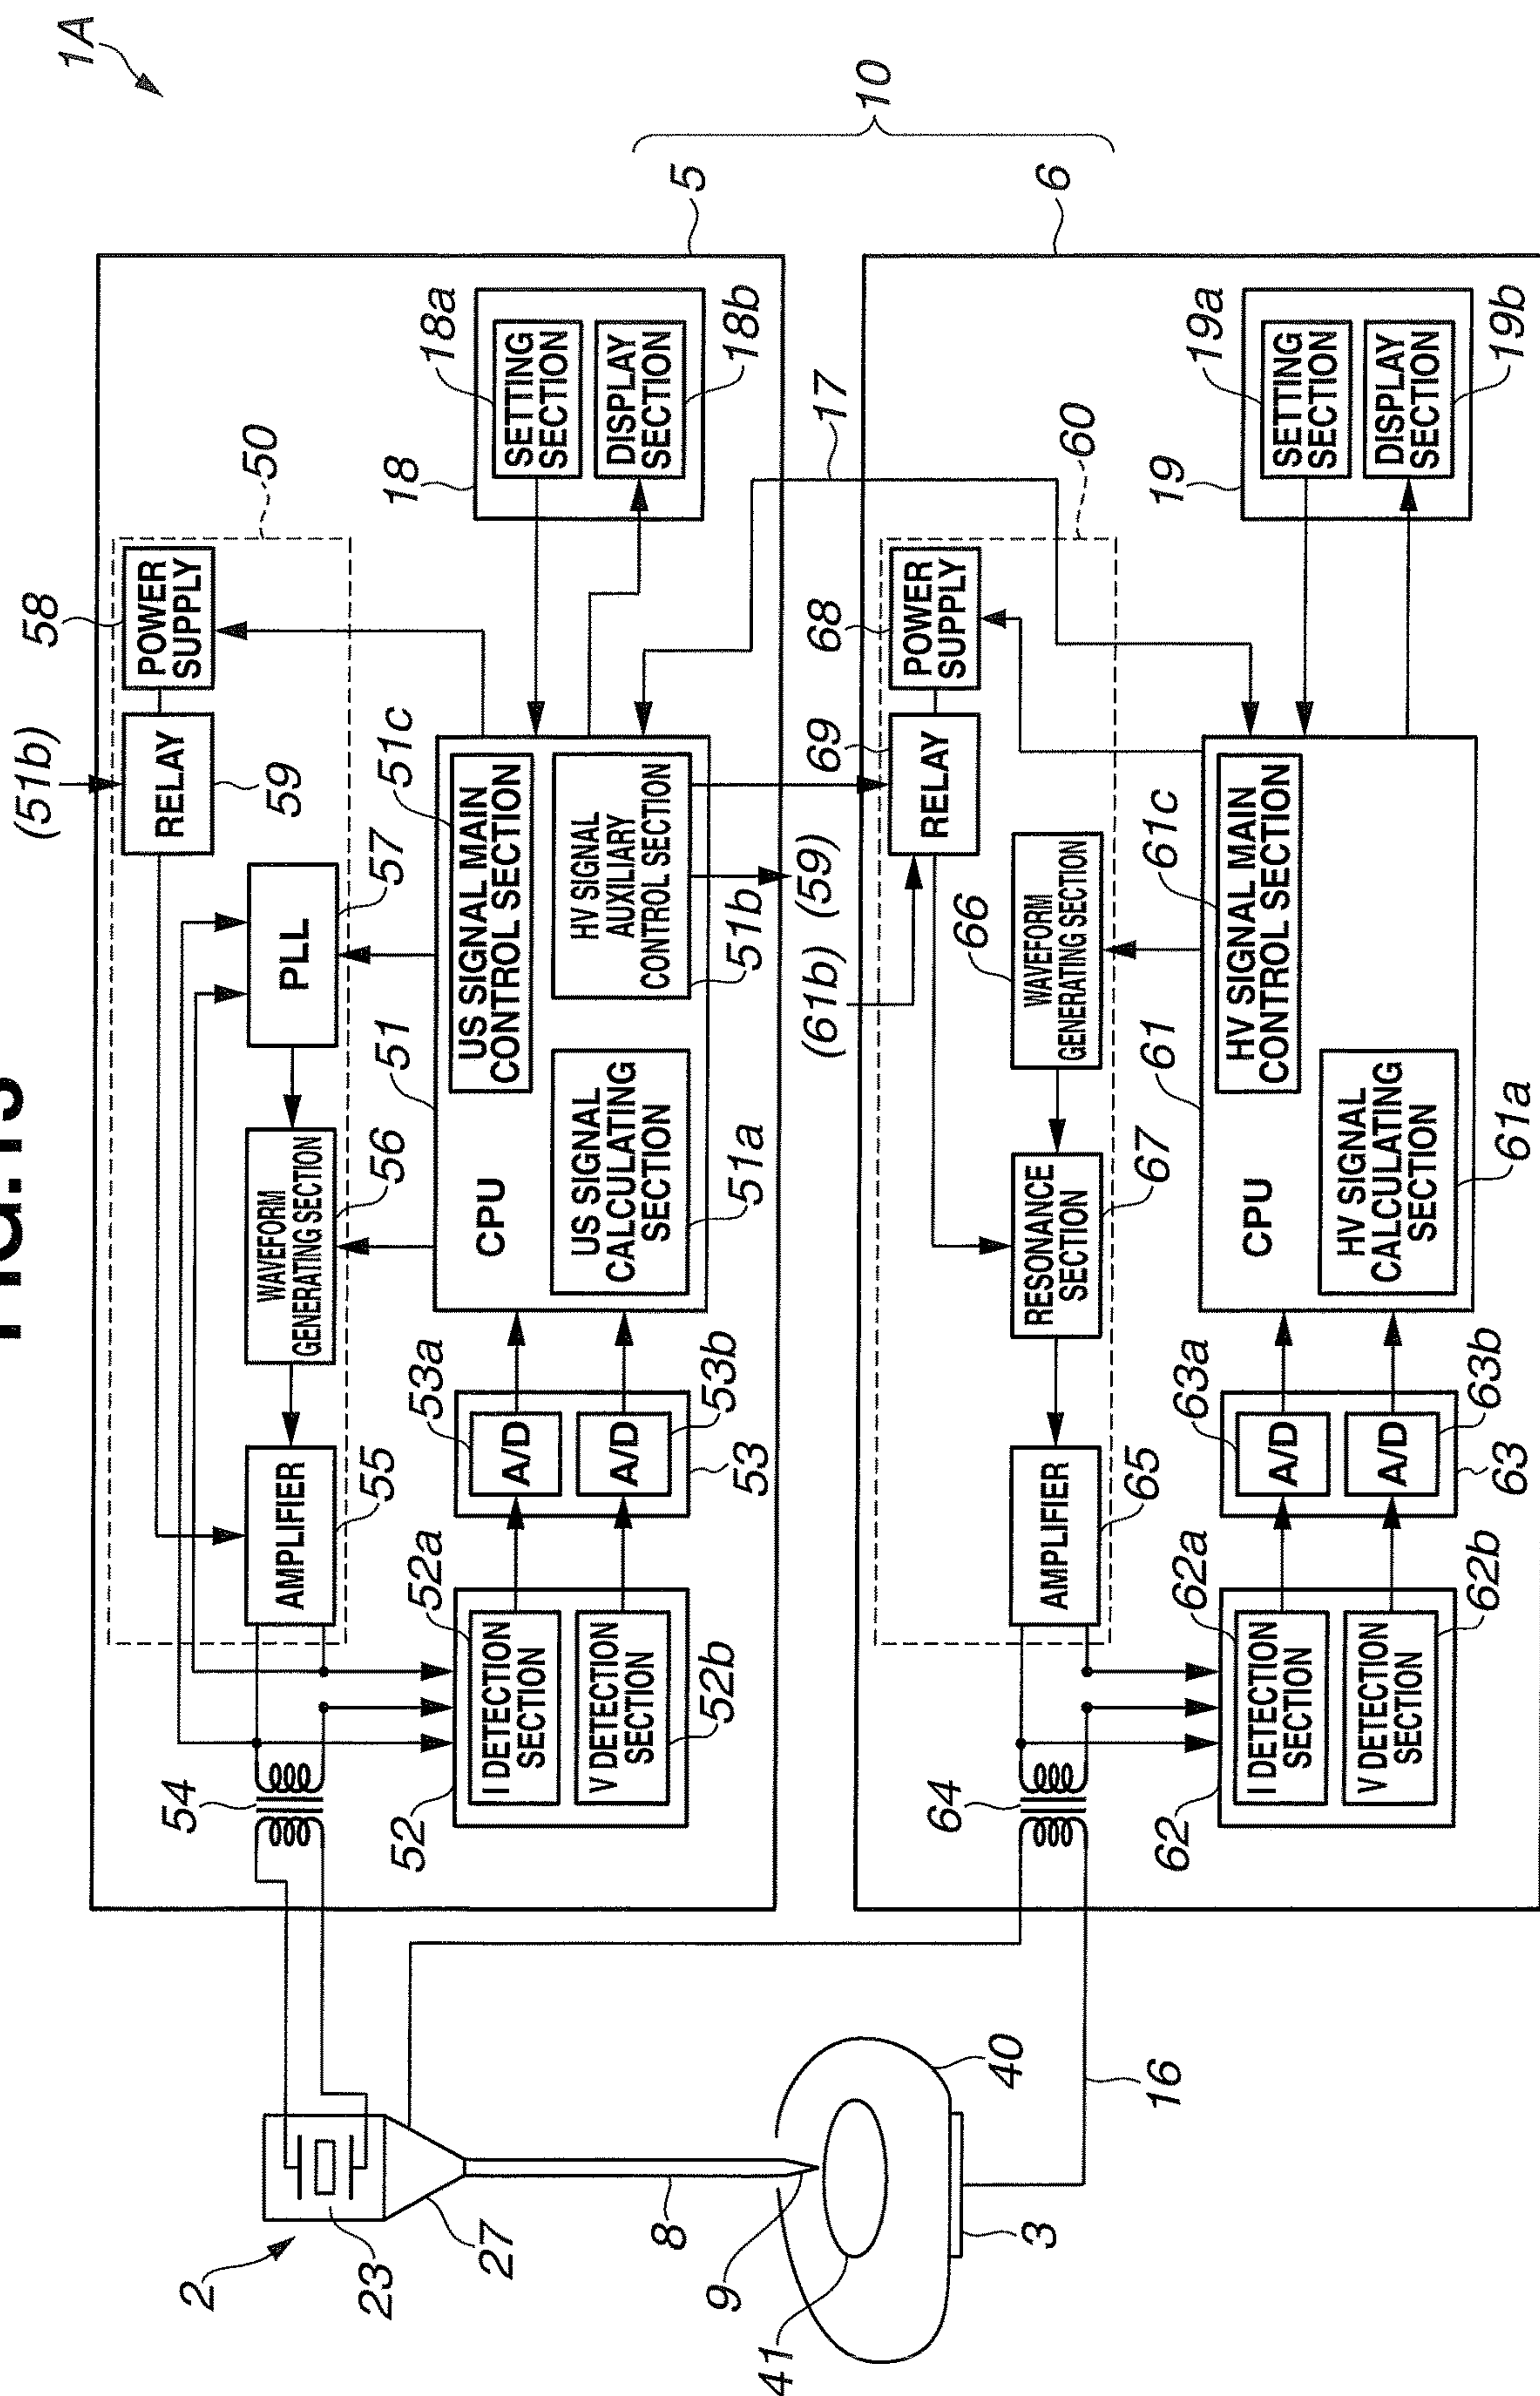 1A
10
5
50
58
POWER
SUPPLY
(51b)
RELAY
59
57
PLL
56
WAVEFORM
GENERATING SECTION
55
AMPLIFIER
54
18
18a
SETTING
SECTION
18b
DISPLAY
SECTION
17
51
CPU
51c
US SIGNAL MAIN
CONTROL SECTION
HV SIGNAL
AUXILIARY
CONTROL SECTION
51b
(59)
US SIGNAL
CALCULATING
SECTION
51a
53a
A/D
53b
A/D
53
52a
I DETECTION
SECTION
52b
V DETECTION
SECTION
52
6
60
68
POWER
SUPPLY
69
RELAY
(61b)
66
WAVEFORM
GENERATING SECTION
67
RESONANCE
SECTION
65
AMPLIFIER
64
19
19a
SETTING
SECTION
19b
DISPLAY
SECTION
61
CPU
61c
HV SIGNAL MAIN
CONTROL SECTION
HV SIGNAL
CALCULATING
SECTION
61a
63a
A/D
63b
A/D
63
62a
I DETECTION
SECTION
62b
V DETECTION
SECTION
62
2
23
27
8
9
41
40
3
16